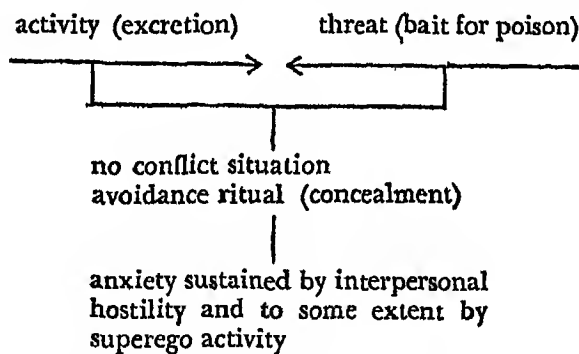 activity (excretion) threat (bait for poison)
no conflict situation
avoidance ritual (concealment)
anxiety sustained by interpersonal
hostility and to some extent by
superego activity